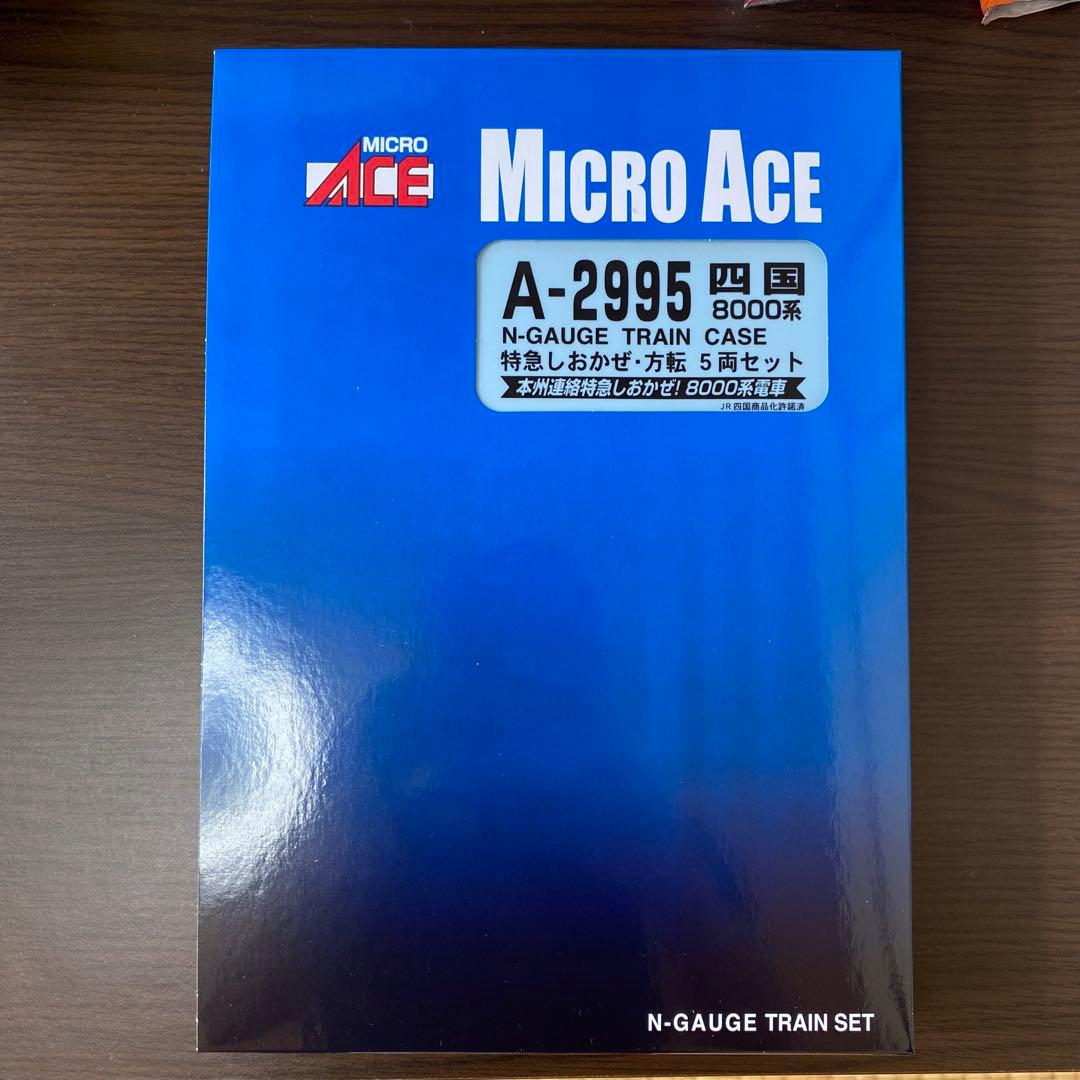 MICRO
ACE
MICRO ACE
A-2995 四国
8000系
N-GAUGE TRAIN CASE
特急しおかぜ・方転 5両セット
本州連絡特急しおかぜ! 8000系電車
JR四国商品化許諾済
N-GAUGE TRAIN SET